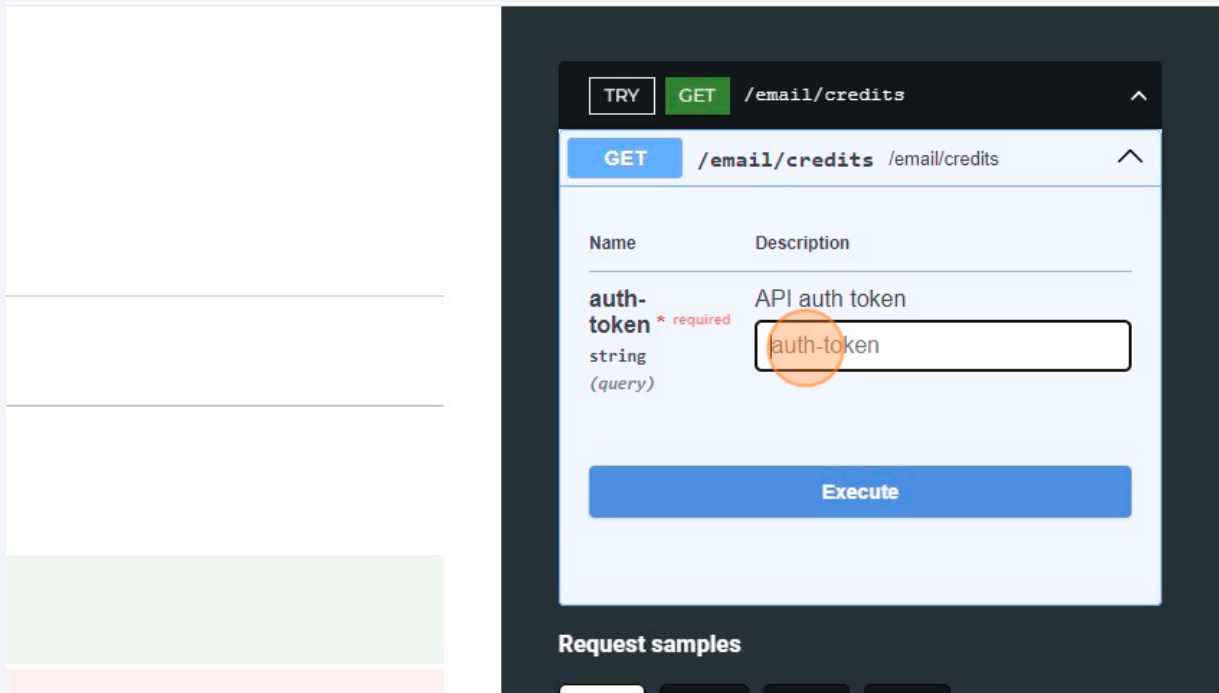 TRY GET /email/credits
GET /email/credits /email/credits
Name Description
auth-
token * required
string
(query)
API auth token
auth-token
Execute
Request samples